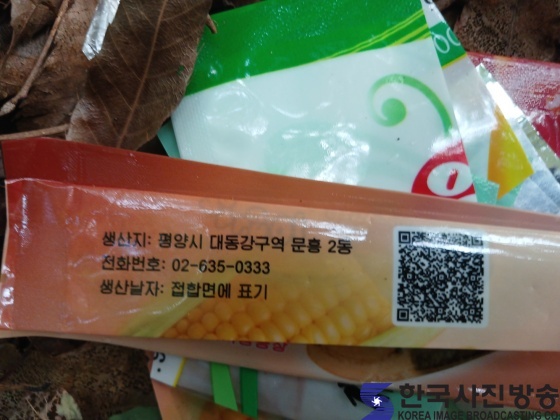 생산지: 평양시 대동강구역 문흥 2동
전화번호: 02-635-0333
생산날자: 접합면에 표기
한국사진방송
KOREA IMAGE BROADCASTING CO